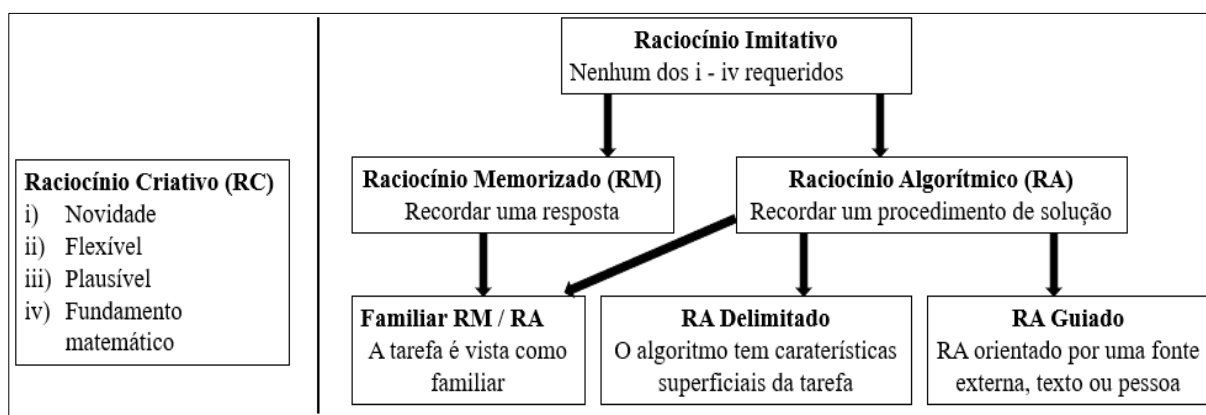 Raciocínio Criativo (RC)
i) Novidade
ii) Flexível
iii) Plausível
iv) Fundamento
matemático
Raciocínio Imitativo
Nenhum dos i - iv requeridos
Raciocínio Memorizado (RM)
Recordar uma resposta
Raciocínio Algorítmico (RA)
Recordar um procedimento de solução
Familiar RM / RA
A tarefa é vista como
familiar
RA Delimitado
O algoritmo tem caraterísticas
superficiais da tarefa
RA Guiado
RA orientado por uma fonte
externa, texto ou pessoa